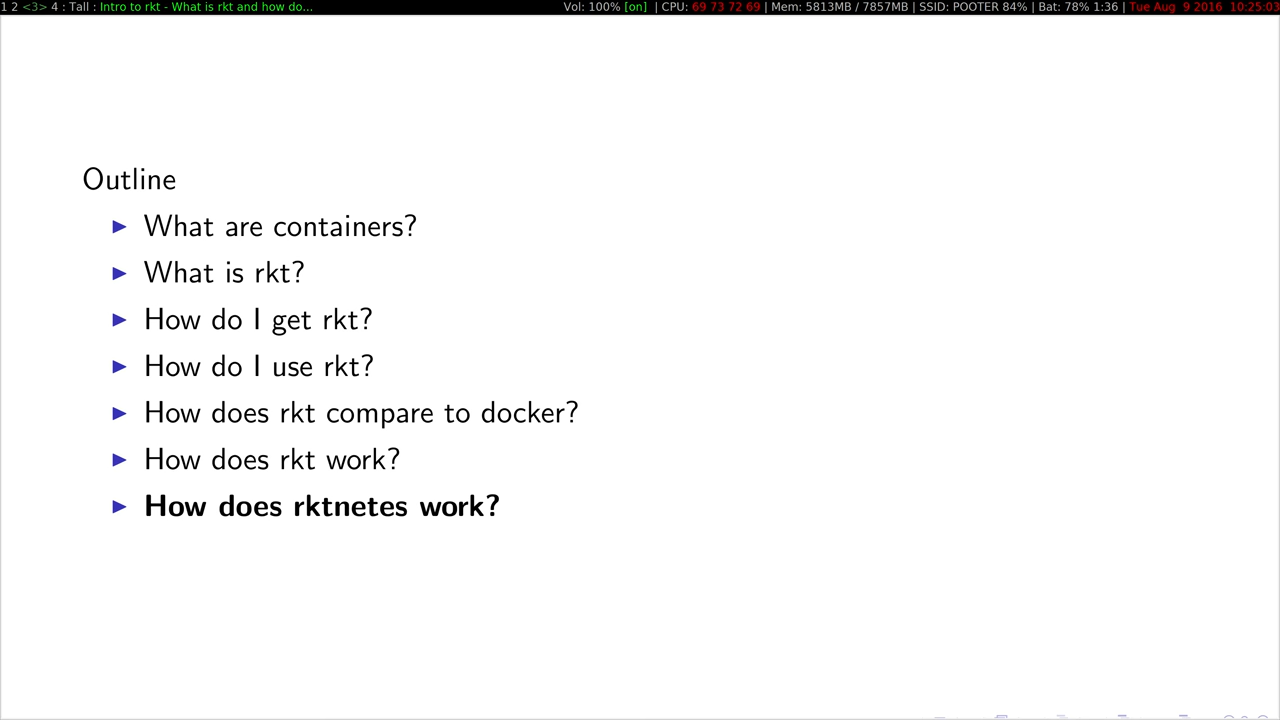 1 2 <3> 4 : Tall : Intro to rkt - What is rkt and how do... Vol: 100% [on] | CPU: 69 73 72 69 | Mem: 5813MB / 7857MB | SSID: POOTER 84% | Bat: 78% 1:36 | Tue Aug 9 2016 10:25:03
Outline
What are containers?
What is rkt?
How do I get rkt?
How do I use rkt?
How does rkt compare to docker?
How does rkt work?
How does rktnetes work?